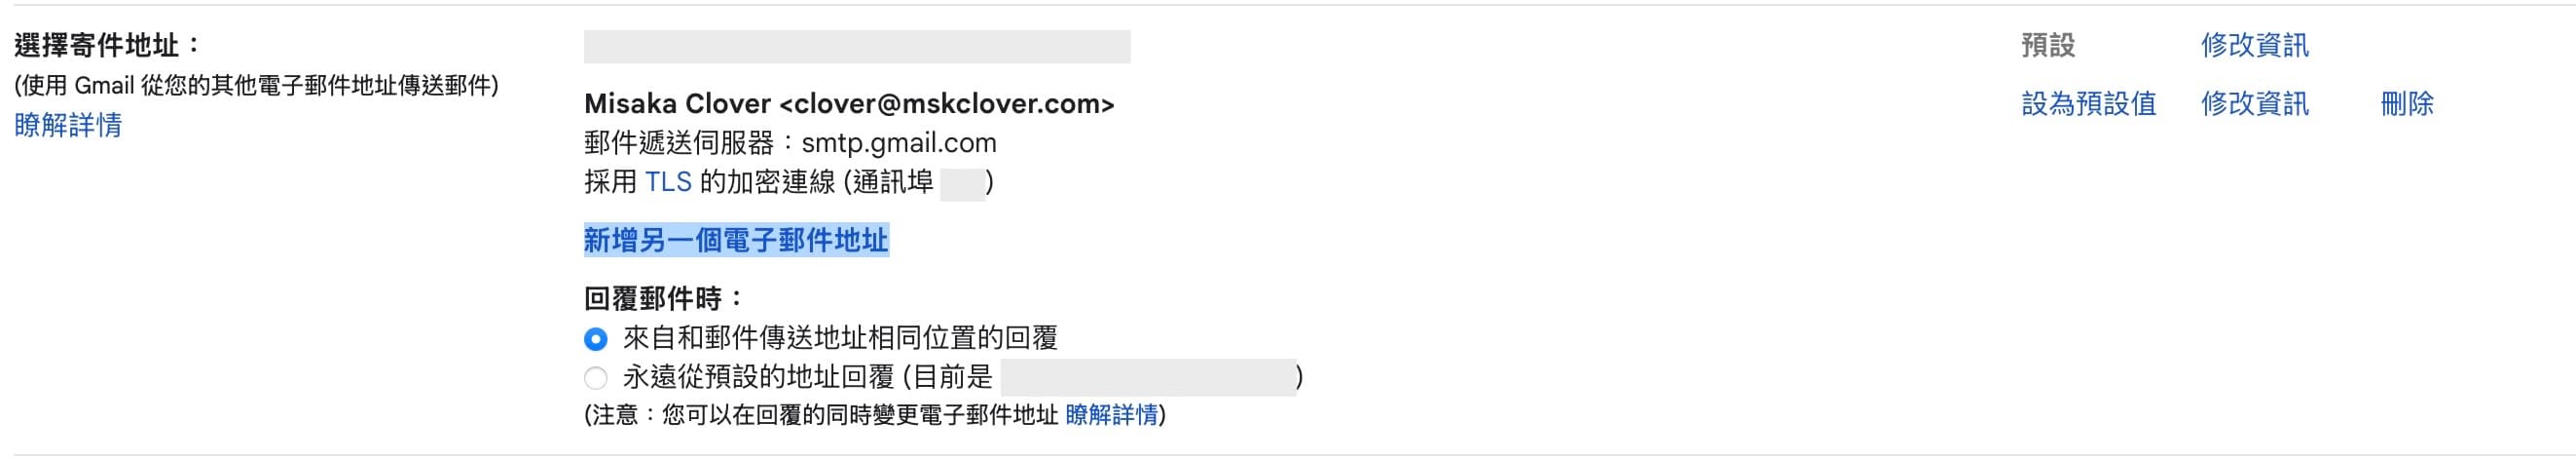 選擇寄件地址：
(使用 Gmail 從您的其他電子郵件地址傳送郵件)
瞭解詳情
預設 修改資訊
Misaka Clover <clover@mskclover.com> 設為預設值 修改資訊 刪除
郵件遞送伺服器：smtp.gmail.com
採用 TLS 的加密連線 (通訊埠 )
新增另一個電子郵件地址
回覆郵件時：
來自和郵件傳送地址相同位置的回覆
永遠從預設的地址回覆 (目前是 )
(注意：您可以在回覆的同時變更電子郵件地址 瞭解詳情)